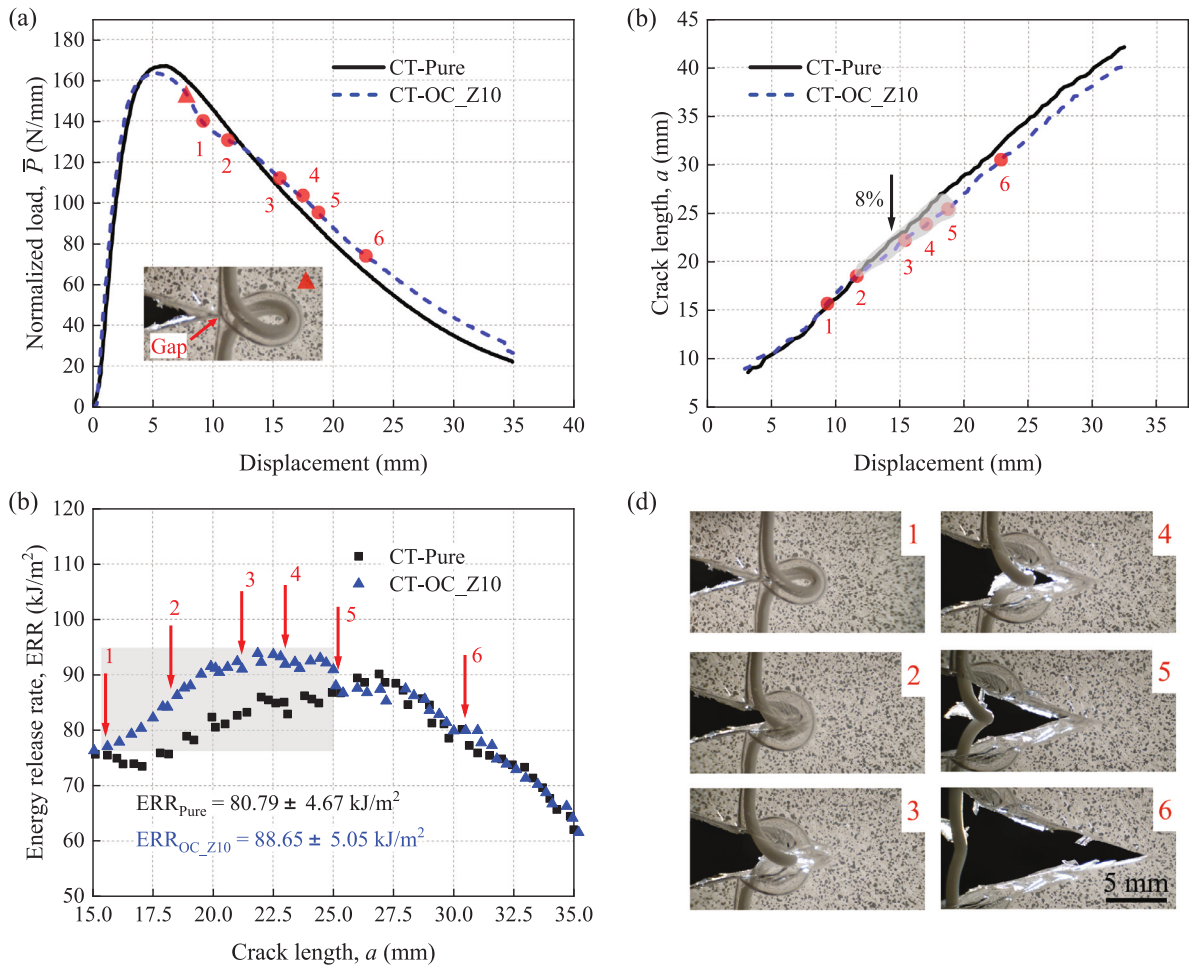 (a)
180
160
140
120
100
80
60
40
20
0
Normalized load, P̅ (N/mm)
CT-Pure
CT-OC_Z10
1
2
3
4
5
6
Gap
0 5 10 15 20 25 30 35 40
Displacement (mm)
(b)
45
40
35
30
25
20
15
10
5
Crack length, a (mm)
CT-Pure
CT-OC_Z10
8%
1
2
3
4
5
6
0 5 10 15 20 25 30 35
Displacement (mm)
(b)
120
110
100
90
80
70
60
50
Energy release rate, ERR (kJ/m²)
CT-Pure
CT-OC_Z10
1
2
3
4
5
6
ERR_Pure = 80.79 ± 4.67 kJ/m²
ERR_OC_Z10 = 88.65 ± 5.05 kJ/m²
15.0 17.5 20.0 22.5 25.0 27.5 30.0 32.5 35.0
Crack length, a (mm)
(d)
1
4
2
5
3
6
5 mm